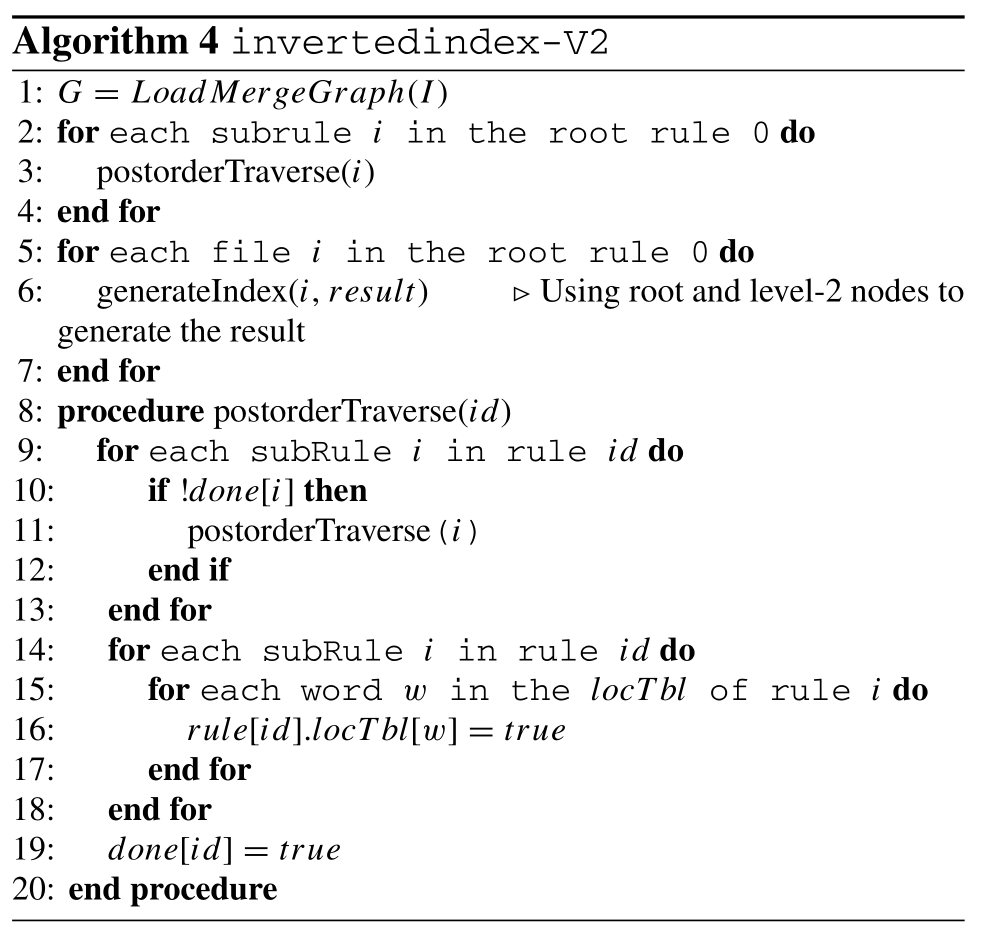 Algorithm 4 invertedindex-V2
1: G = LoadMergeGraph(I)
2: for each subrule i in the root rule 0 do
3: postorderTraverse(i)
4: end for
5: for each file i in the root rule 0 do
6: generateIndex(i, result) ▷ Using root and level-2 nodes to
generate the result
7: end for
8: procedure postorderTraverse(id)
9: for each subRule i in rule id do
10: if !done[i] then
11: postorderTraverse(i)
12: end if
13: end for
14: for each subRule i in rule id do
15: for each word w in the locTbl of rule i do
16: rule[id].locTbl[w] = true
17: end for
18: end for
19: done[id] = true
20: end procedure